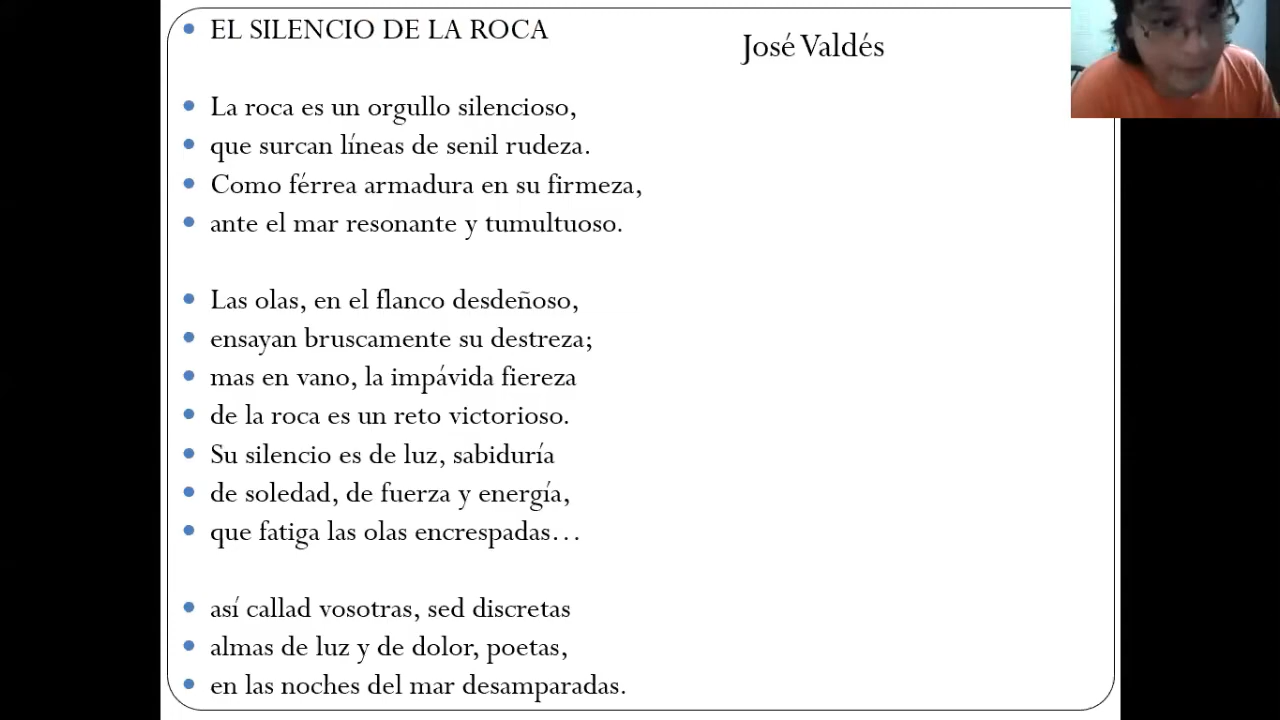 EL SILENCIO DE LA ROCA
José Valdés
La roca es un orgullo silencioso,
que surcan líneas de senil rudeza.
Como férrea armadura en su firmeza,
ante el mar resonante y tumultuoso.
Las olas, en el flanco desdeñoso,
ensayan bruscamente su destreza;
mas en vano, la impávida fiereza
de la roca es un reto victorioso.
Su silencio es de luz, sabiduría
de soledad, de fuerza y energía,
que fatiga las olas encrespadas…
así callad vosotras, sed discretas
almas de luz y de dolor, poetas,
en las noches del mar desamparadas.